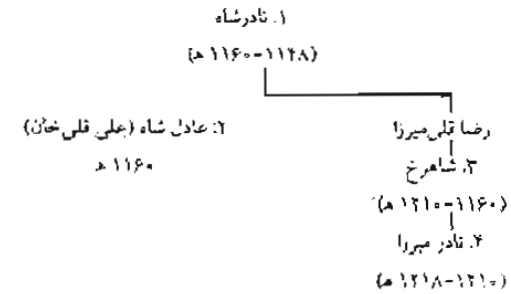 ۱. نادرشاه
(۱۱۴۸-۱۱۶۰ ه)
رضا قلی‌میرزا
۲. عادل شاه (علی قلی خان)
۳. شاهرخ
۱۱۶۰ ه
(۱۱۶۰-۱۲۱۰ ه)
۴. نادر میرزا
(۱۲۱۰-۱۲۱۸ ه)